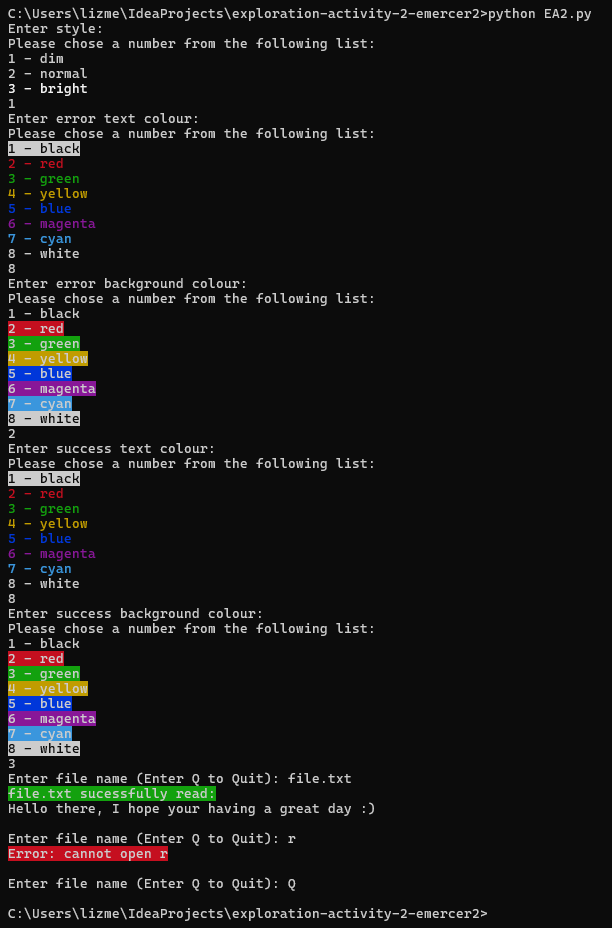 C:\Users\lizme\IdeaProjects\exploration-activity-2-emercer2>python EA2.py
Enter style:
Please chose a number from the following list:
1 - dim
2 - normal
3 - bright
1
Enter error text colour:
Please chose a number from the following list:
1 - black
2 - red
3 - green
4 - yellow
5 - blue
6 - magenta
7 - cyan
8 - white
8
Enter error background colour:
Please chose a number from the following list:
1 - black
2 - red
3 - green
4 - yellow
5 - blue
6 - magenta
7 - cyan
8 - white
2
Enter success text colour:
Please chose a number from the following list:
1 - black
2 - red
3 - green
4 - yellow
5 - blue
6 - magenta
7 - cyan
8 - white
8
Enter success background colour:
Please chose a number from the following list:
1 - black
2 - red
3 - green
4 - yellow
5 - blue
6 - magenta
7 - cyan
8 - white
3
Enter file name (Enter Q to Quit): file.txt
file.txt sucessfully read:
Hello there, I hope your having a great day :)
Enter file name (Enter Q to Quit): r
Error: cannot open r
Enter file name (Enter Q to Quit): Q
C:\Users\lizme\IdeaProjects\exploration-activity-2-emercer2>